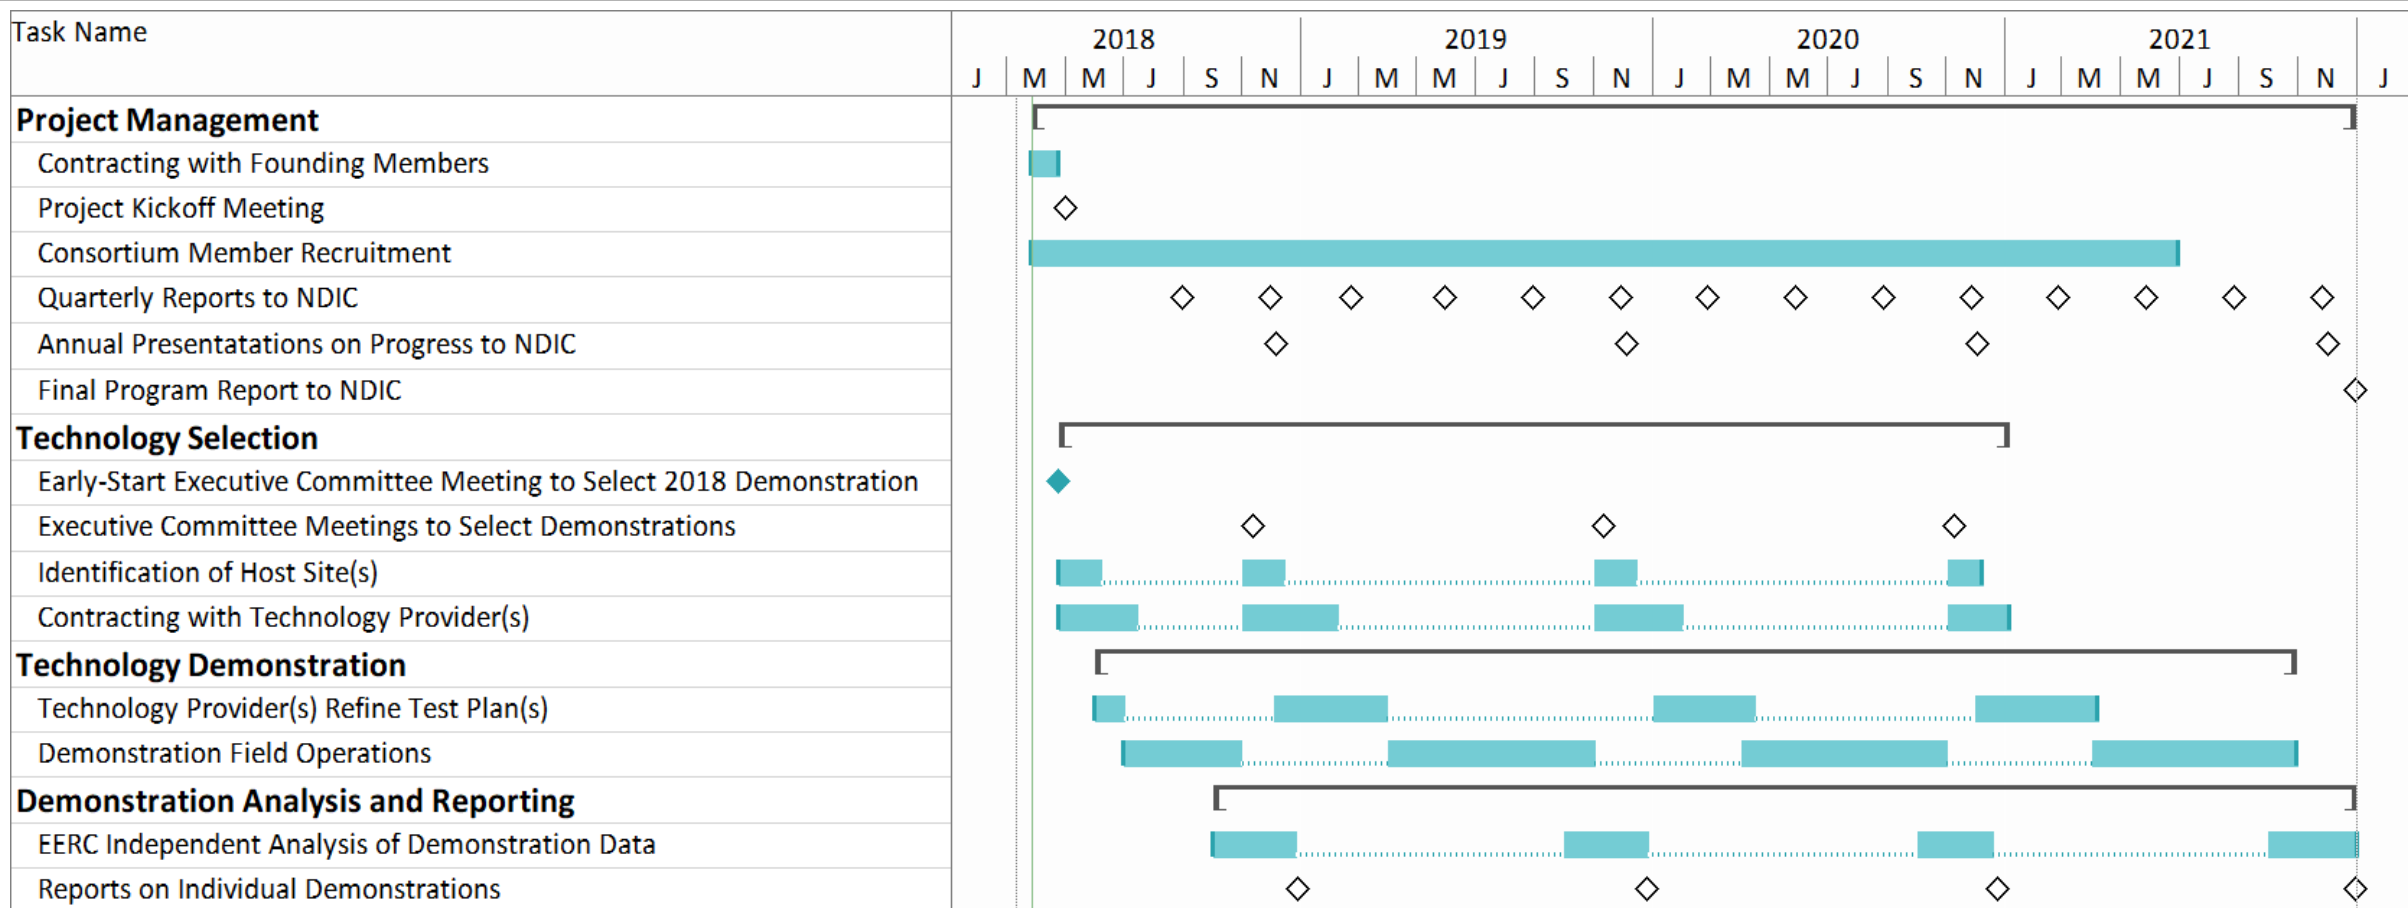 Task Name
2018 2019 2020 2021
J M M J S N J M M J S N J M M J S N J M M J S N J
Project Management
Contracting with Founding Members
Project Kickoff Meeting
Consortium Member Recruitment
Quarterly Reports to NDIC
Annual Presentatations on Progress to NDIC
Final Program Report to NDIC
Technology Selection
Early-Start Executive Committee Meeting to Select 2018 Demonstration
Executive Committee Meetings to Select Demonstrations
Identification of Host Site(s)
Contracting with Technology Provider(s)
Technology Demonstration
Technology Provider(s) Refine Test Plan(s)
Demonstration Field Operations
Demonstration Analysis and Reporting
EERC Independent Analysis of Demonstration Data
Reports on Individual Demonstrations